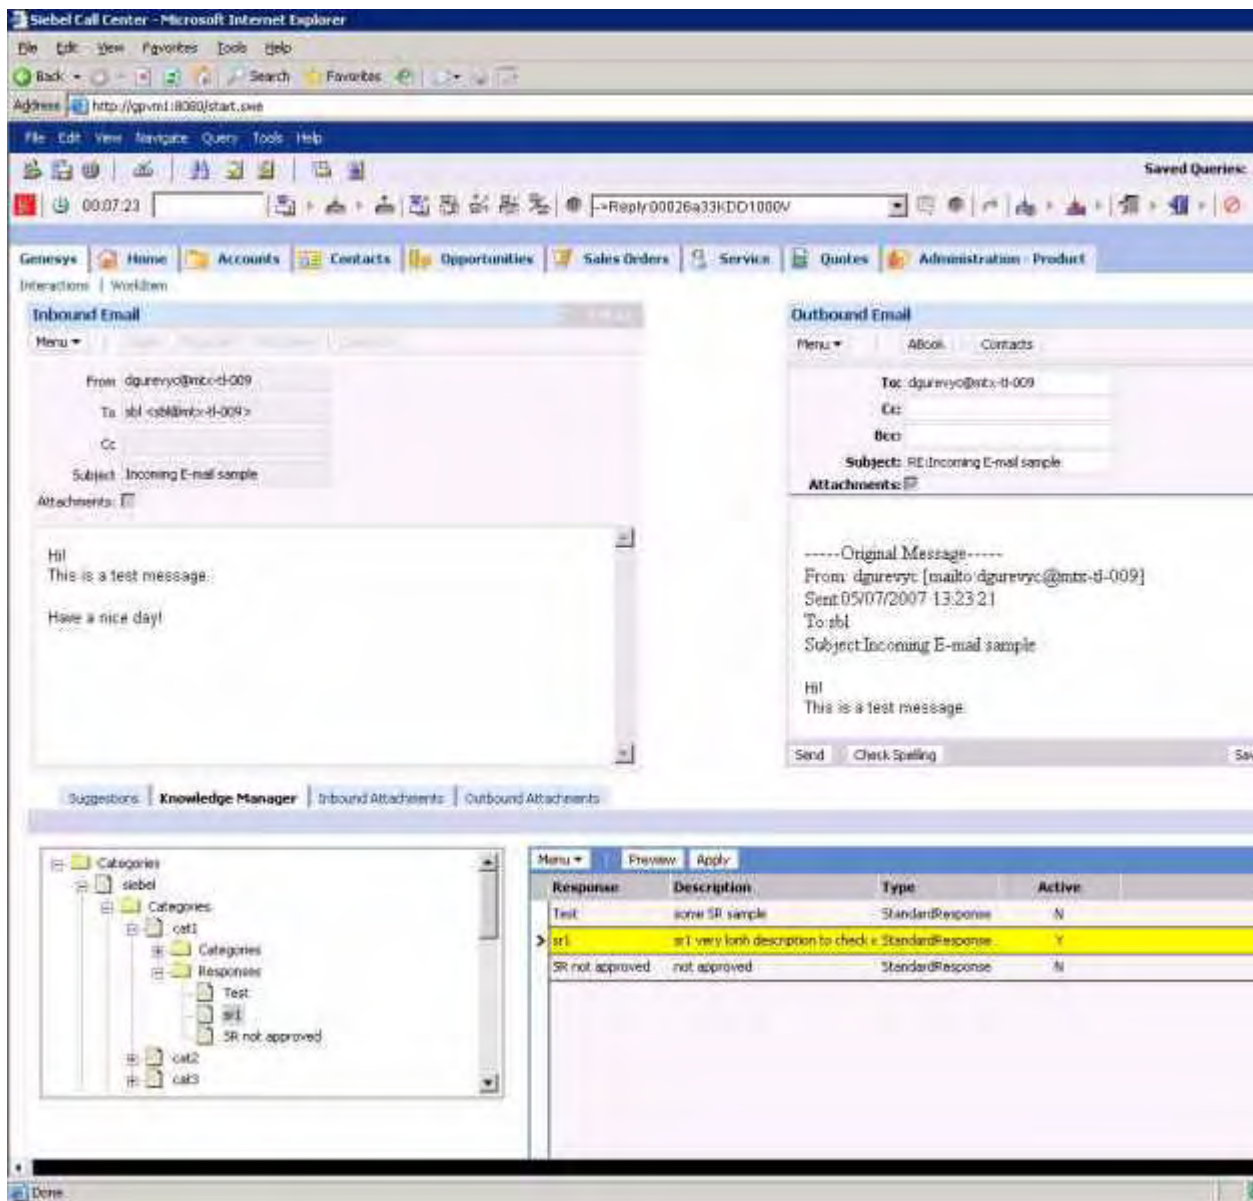 Siebel Call Center - Microsoft Internet Explorer
File Edit View Favorites Tools Help
Back Search Favorites
Address http://gpvm1:8080/start.swe
File Edit View Navigate Query Tools Help
Saved Queries:
00:07:23 ->Reply:00026a33KDD1000V
Genesys Home Accounts Contacts Opportunities Sales Orders Service Quotes Administration - Product
Interactions WorkItem
Inbound Email
Menu
From dgurevyc@mtx-tl-009
To sbl <sbl@mtx-tl-009>
Cc
Subject Incoming E-mail sample
Attachments:
Hi!
This is a test message.
Have a nice day!
Outbound Email
Menu ABook Contacts
To: dgurevyc@mtx-tl-009
Cc:
Bcc:
Subject: RE:Incoming E-mail sample
Attachments:
-----Original Message-----
From: dgurevyc [mailto:dgurevyc@mtx-tl-009]
Sent:05/07/2007 13:23:21
To:sbl
Subject:Incoming E-mail sample
Hi!
This is a test message.
Send Check Spelling Sav
Suggestions Knowledge Manager Inbound Attachments Outbound Attachments
Categories
siebel
Categories
cat1
Categories
Responses
Test
sr1
SR not approved
cat2
cat3
Menu Preview Apply
Response Description Type Active
Test some SR sample StandardResponse N
sr1 sr1 very lonh description to check StandardResponse Y
SR not approved not approved StandardResponse N
Done